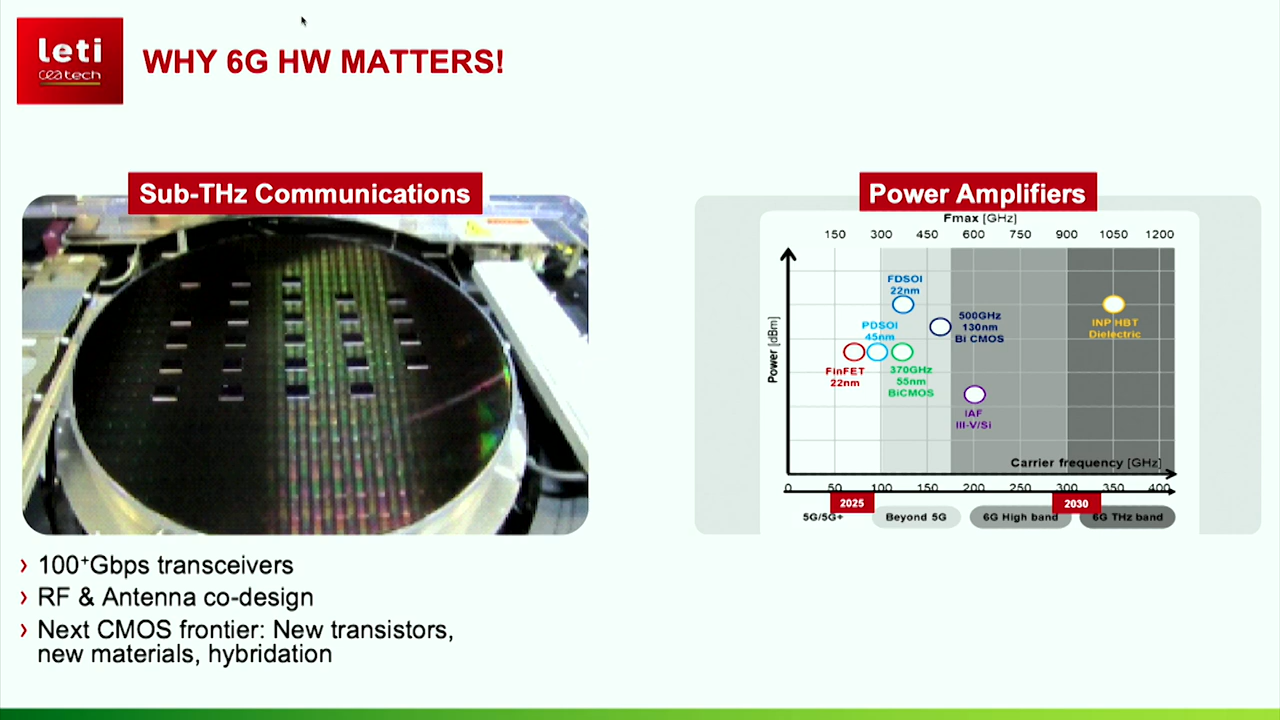 leti
ceatech
WHY 6G HW MATTERS!
Sub-THz Communications
100⁺Gbps transceivers
RF & Antenna co-design
Next CMOS frontier: New transistors,
new materials, hybridation
Power Amplifiers
Fmax [GHz]
150 300 450 600 750 900 1050 1200
Power [dBm]
FDSOI
22nm
PDSOI
45nm
500GHz
130nm
Bi CMOS
INP HBT
Dielectric
FinFET
22nm
370GHz
55nm
BiCMOS
IAF
III-V/Si
Carrier frequency [GHz]
0 50 100 150 200 250 300 350 400
2025 2030
5G/5G+ Beyond 5G 6G High band 6G THz band